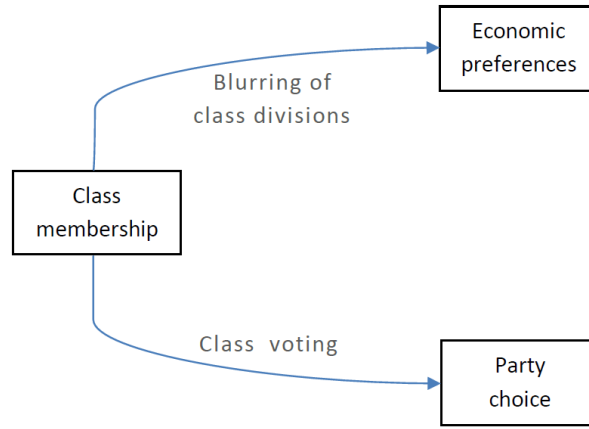 Economic
preferences
Blurring of
class divisions
Class
membership
Class voting
Party
choice